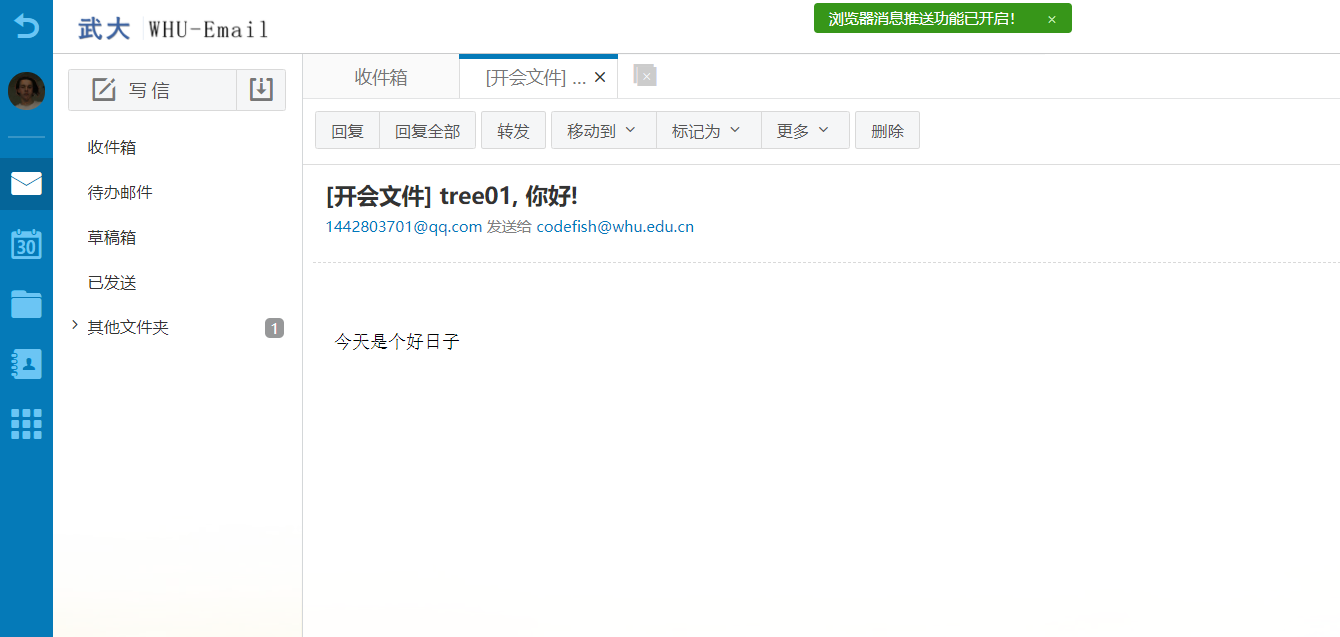 武大 WHU-Email
浏览器消息推送功能已开启! ×
写信
收件箱
待办邮件
草稿箱
已发送
其他文件夹 1
30
收件箱 [开会文件] ... ×
回复 回复全部 转发 移动到 标记为 更多 删除
[开会文件] tree01, 你好!
1442803701@qq.com 发送给 codefish@whu.edu.cn
今天是个好日子